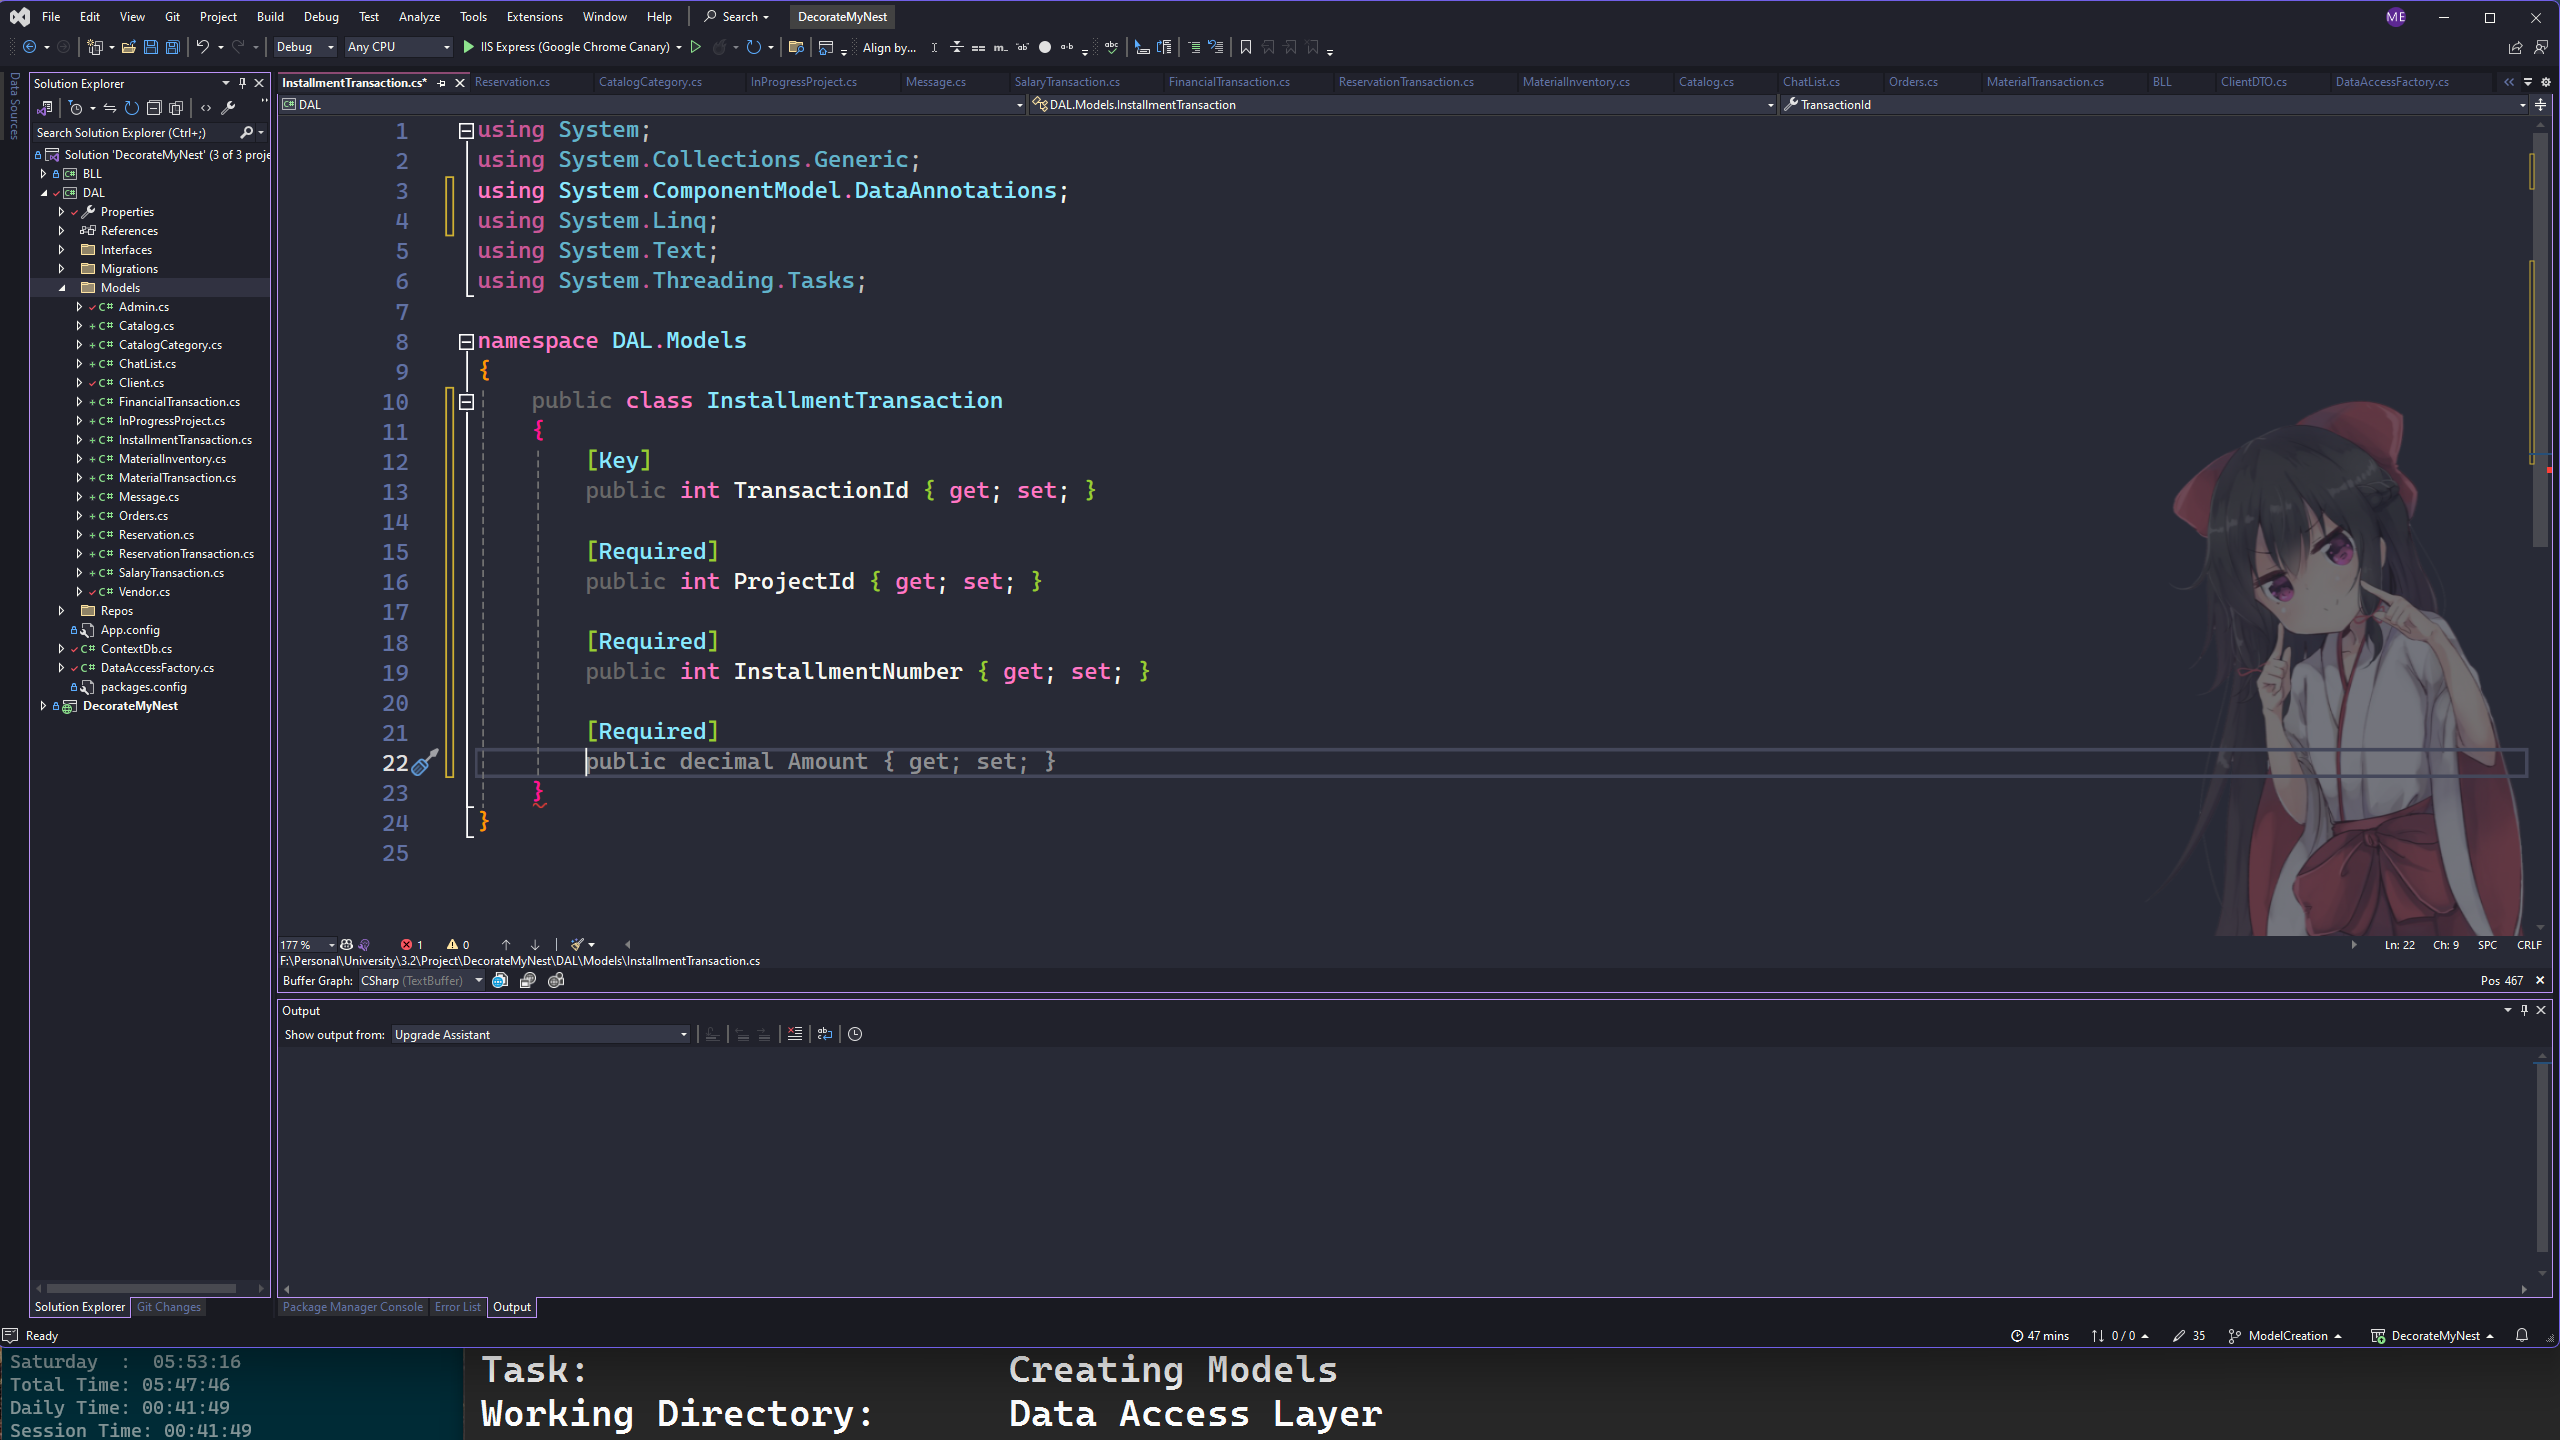 File Edit View Git Project Build Debug Test Analyze Tools Extensions Window Help Search DecorateMyNest ME
Debug Any CPU IIS Express (Google Chrome Canary) Align by...
Data Sources
Solution Explorer
Search Solution Explorer (Ctrl+;)
Solution 'DecorateMyNest' (3 of 3 proje
BLL
DAL
Properties
References
Interfaces
Migrations
Models
C# Admin.cs
C# Catalog.cs
C# CatalogCategory.cs
C# ChatList.cs
C# Client.cs
C# FinancialTransaction.cs
C# InProgressProject.cs
C# InstallmentTransaction.cs
C# MaterialInventory.cs
C# MaterialTransaction.cs
C# Message.cs
C# Orders.cs
C# Reservation.cs
C# ReservationTransaction.cs
C# SalaryTransaction.cs
C# Vendor.cs
Repos
App.config
C# ContextDb.cs
C# DataAccessFactory.cs
packages.config
DecorateMyNest
Solution Explorer Git Changes
InstallmentTransaction.cs* Reservation.cs CatalogCategory.cs InProgressProject.cs Message.cs SalaryTransaction.cs FinancialTransaction.cs ReservationTransaction.cs MaterialInventory.cs Catalog.cs ChatList.cs Orders.cs MaterialTransaction.cs BLL ClientDTO.cs DataAccessFactory.cs
DAL DAL.Models.InstallmentTransaction TransactionId
1 using System;
2 using System.Collections.Generic;
3 using System.ComponentModel.DataAnnotations;
4 using System.Linq;
5 using System.Text;
6 using System.Threading.Tasks;
7
8 namespace DAL.Models
9 {
10 public class InstallmentTransaction
11 {
12 [Key]
13 public int TransactionId { get; set; }
14
15 [Required]
16 public int ProjectId { get; set; }
17
18 [Required]
19 public int InstallmentNumber { get; set; }
20
21 [Required]
22 public decimal Amount { get; set; }
23 }
24 }
25
177 % 1 0 Ln: 22 Ch: 9 SPC CRLF
F:\Personal\University\3.2\Project\DecorateMyNest\DAL\Models\InstallmentTransaction.cs
Buffer Graph: CSharp (TextBuffer) Pos 467
Output
Show output from: Upgrade Assistant
Package Manager Console Error List Output
Ready 47 mins 0 / 0 35 ModelCreation DecorateMyNest
Saturday : 05:53:16
Total Time: 05:47:46
Daily Time: 00:41:49
Session Time: 00:41:49
Task: Creating Models
Working Directory: Data Access Layer